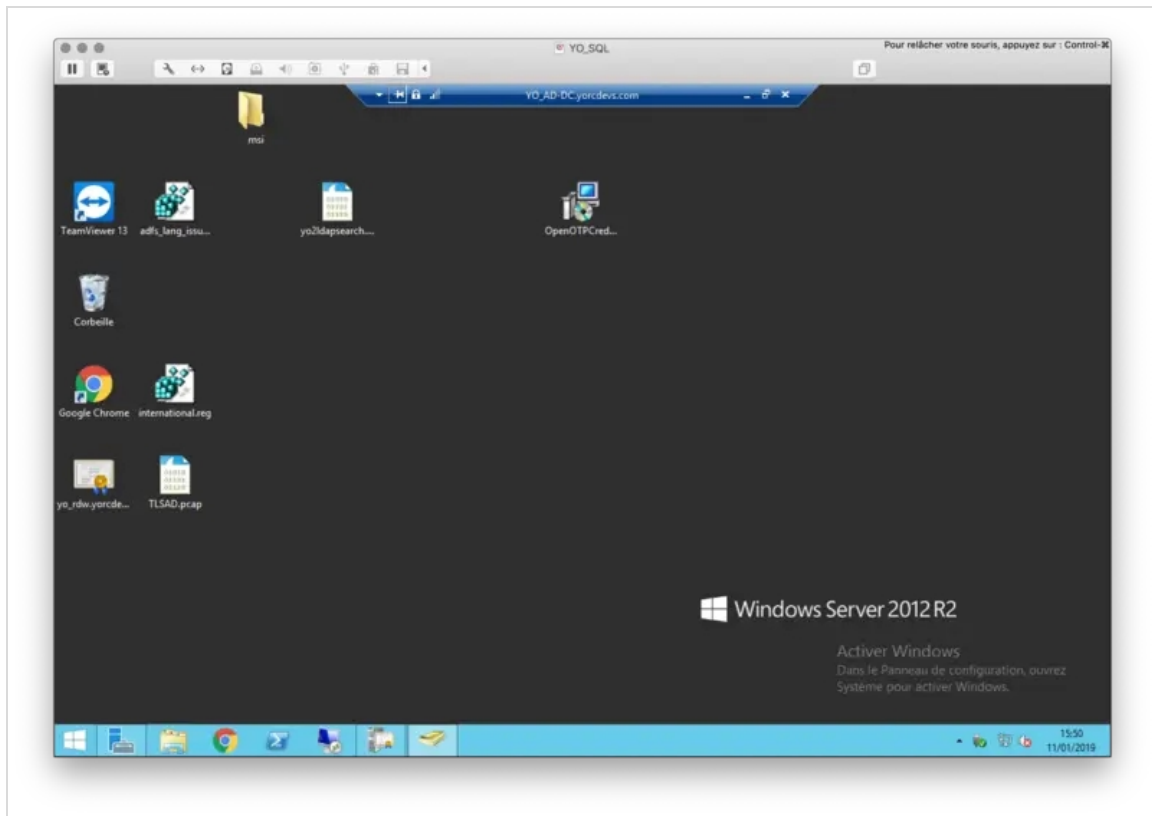 YO_SQL
Pour relâcher votre souris, appuyez sur : Control-⌘
YO_AD-DC.yorcdevs.com
msi
TeamViewer 13
adfs_lang_issu...
yo2ldapsearch....
OpenOTPCred...
Corbeille
Google Chrome
international.reg
yo_rdw.yorcde...
TLSAD.pcap
Windows Server 2012 R2
Activer Windows
Dans le Panneau de configuration, ouvrez
Système pour activer Windows.
15:50
11/01/2019